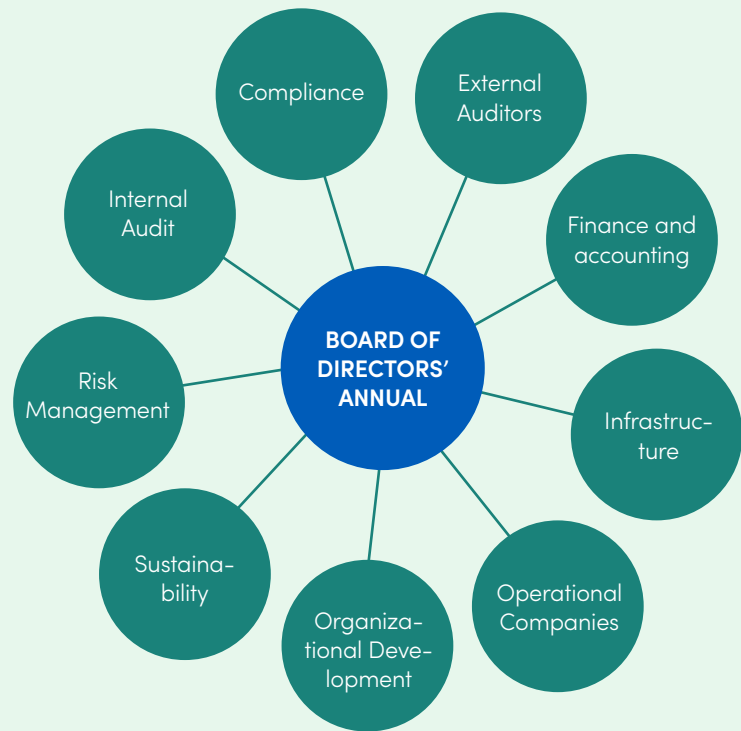 Compliance
External
Auditors
Internal
Audit
Finance and
accounting
BOARD OF
DIRECTORS’
ANNUAL
Risk
Management
Infrastruc-
ture
Sustaina-
bility
Operational
Companies
Organiza-
tional Deve-
lopment